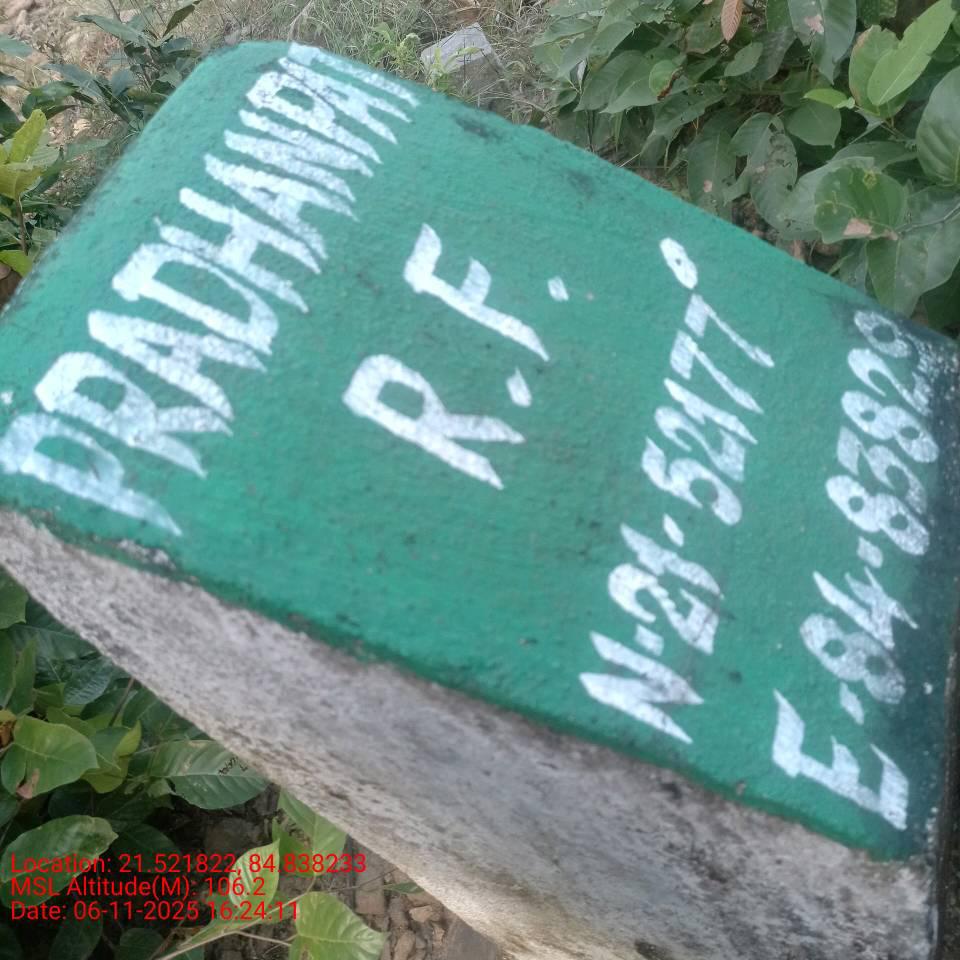 PRADHANPAT
R.F.
N-21.52177°
E-84.8382°
Location: 21.521822, 84.838233
MSL Altitude(M): 106.2
Date: 06-11-2025 16:24:11